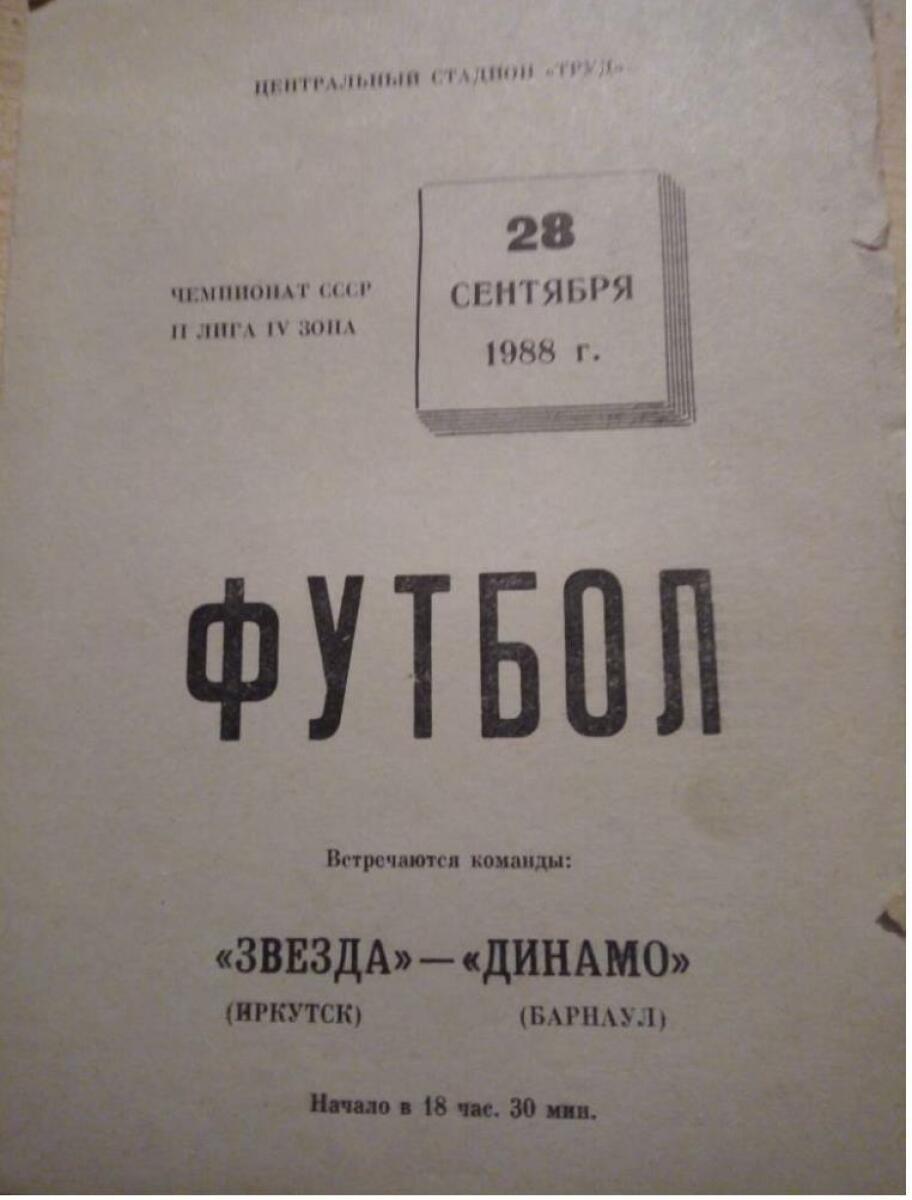 ЦЕНТРАЛЬНЫЙ СТАДИОН «ТРУД»
ЧЕМПИОНАТ СССР
II ЛИГА IV ЗОНА
28
СЕНТЯБРЯ
1988 г.
ФУТБОЛ
Встречаются команды:
«ЗВЕЗДА» — «ДИНАМО»
(ИРКУТСК) (БАРНАУЛ)
Начало в 18 час. 30 мин.